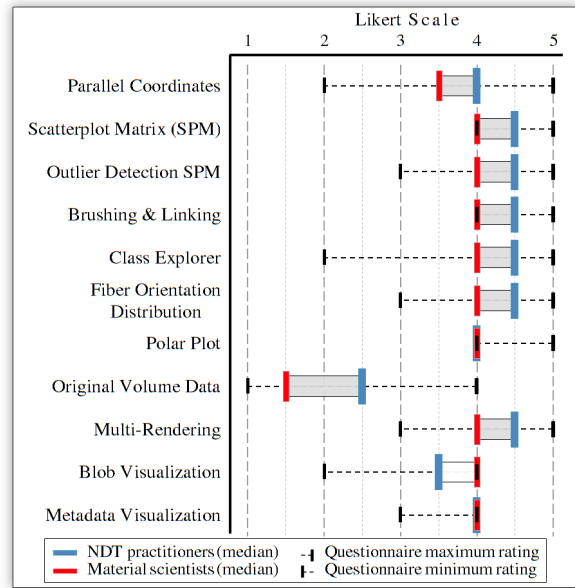 Likert Scale
1 2 3 4 5
Parallel Coordinates
Scatterplot Matrix (SPM)
Outlier Detection SPM
Brushing & Linking
Class Explorer
Fiber Orientation
Distribution
Polar Plot
Original Volume Data
Multi-Rendering
Blob Visualization
Metadata Visualization
NDT practitioners (median) Questionnaire maximum rating
Material scientists (median) Questionnaire minimum rating